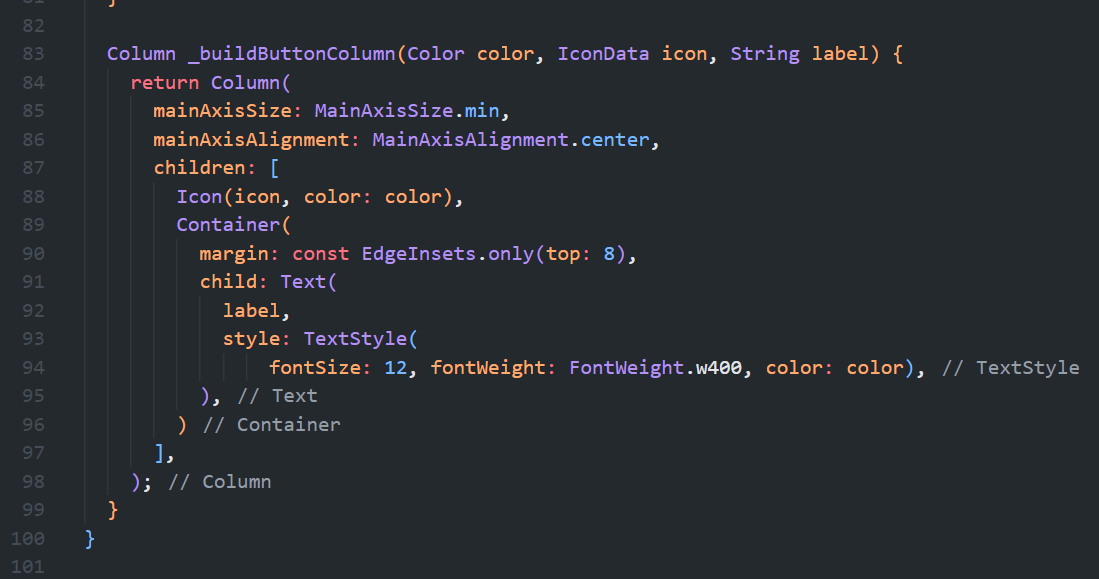 81 }
82
83 Column _buildButtonColumn(Color color, IconData icon, String label) {
84 return Column(
85 mainAxisSize: MainAxisSize.min,
86 mainAxisAlignment: MainAxisAlignment.center,
87 children: [
88 Icon(icon, color: color),
89 Container(
90 margin: const EdgeInsets.only(top: 8),
91 child: Text(
92 label,
93 style: TextStyle(
94 fontSize: 12, fontWeight: FontWeight.w400, color: color), // TextStyle
95 ), // Text
96 ) // Container
97 ],
98 ); // Column
99 }
100 }
101